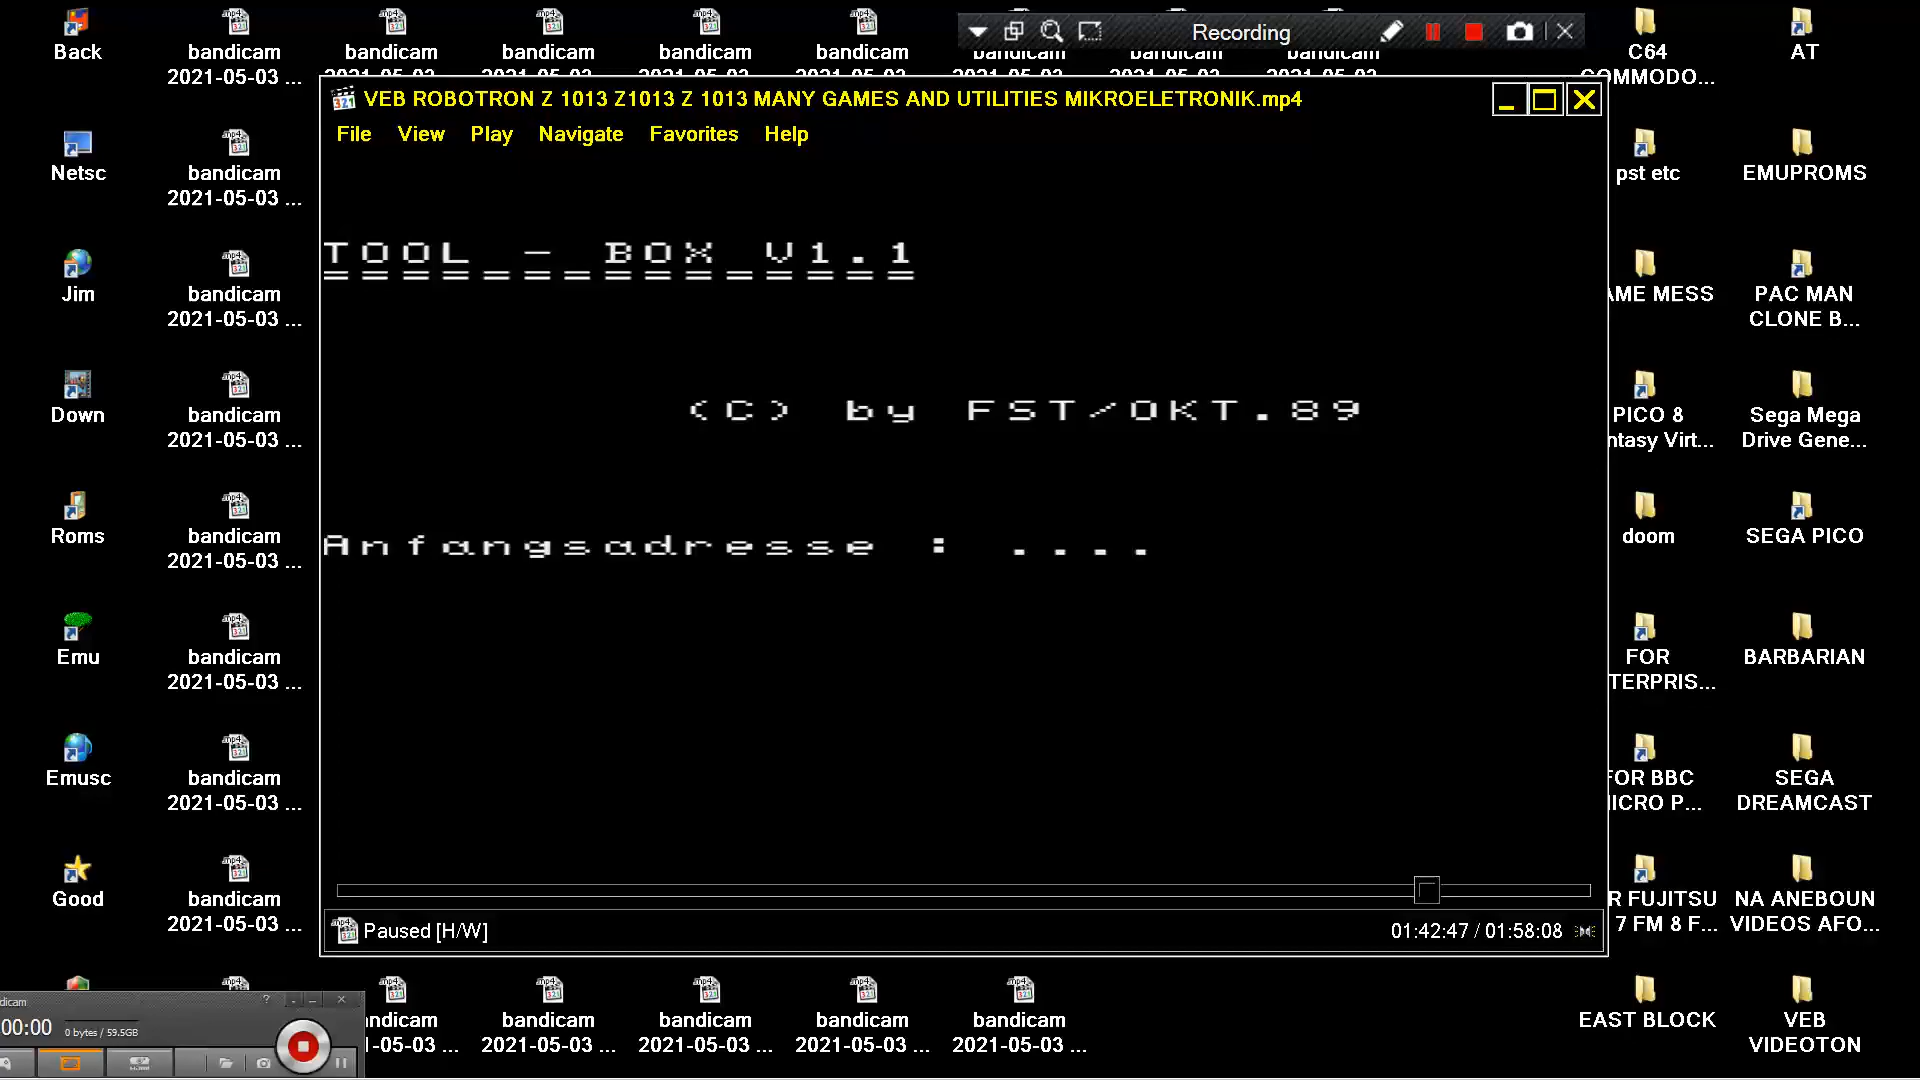 Back
bandicam
2021-05-03 ...
bandicam
bandicam
bandicam
bandicam
Recording
C64
COMMODO...
AT
VEB ROBOTRON Z 1013 Z1013 Z 1013 MANY GAMES AND UTILITIES MIKROELETRONIK.mp4
File View Play Navigate Favorites Help
Netsc
bandicam
2021-05-03 ...
pst etc
EMUPROMS
TOOL - BOX V1.1
Jim
bandicam
2021-05-03 ...
AME MESS
PAC MAN
CLONE B...
(C) by FST/OKT.89
Down
bandicam
2021-05-03 ...
PICO 8
ntasy Virt...
Sega Mega
Drive Gene...
Anfangsadresse : ....
Roms
bandicam
2021-05-03 ...
doom
SEGA PICO
Emu
bandicam
2021-05-03 ...
FOR
TERPRIS...
BARBARIAN
Emusc
bandicam
2021-05-03 ...
FOR BBC
ICRO P...
SEGA
DREAMCAST
Good
bandicam
2021-05-03 ...
R FUJITSU
7 FM 8 F...
NA ANEBOUN
VIDEOS AFO...
Paused [H/W]
01:42:47 / 01:58:08
dicam
00:00
0 bytes / 59.5GB
ndicam
-05-03 ...
bandicam
2021-05-03 ...
bandicam
2021-05-03 ...
bandicam
2021-05-03 ...
bandicam
2021-05-03 ...
EAST BLOCK
VEB
VIDEOTON